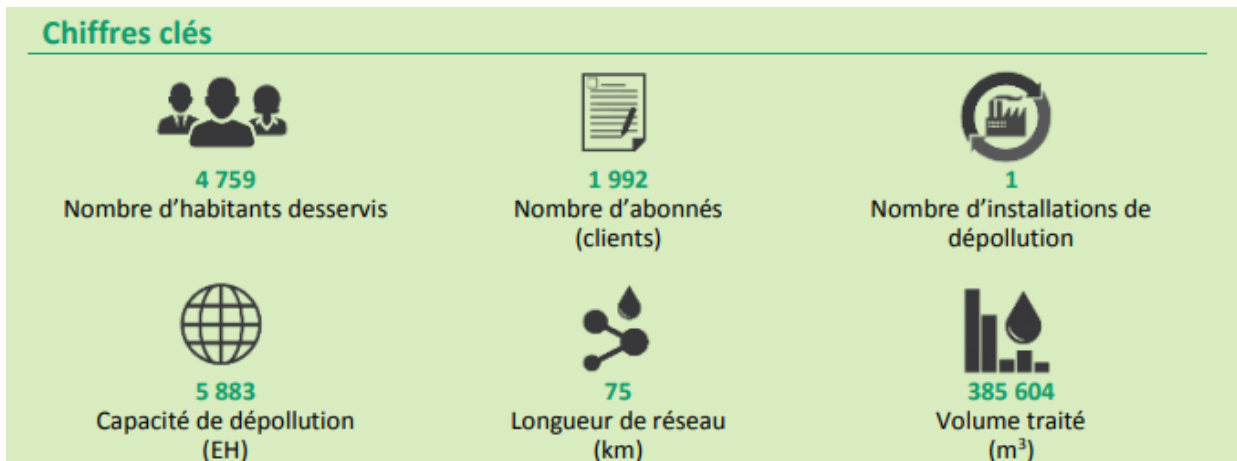 Chiffres clés
4 759
Nombre d’habitants desservis
1 992
Nombre d’abonnés
(clients)
1
Nombre d’installations de
dépollution
5 883
Capacité de dépollution
(EH)
75
Longueur de réseau
(km)
385 604
Volume traité
(m³)